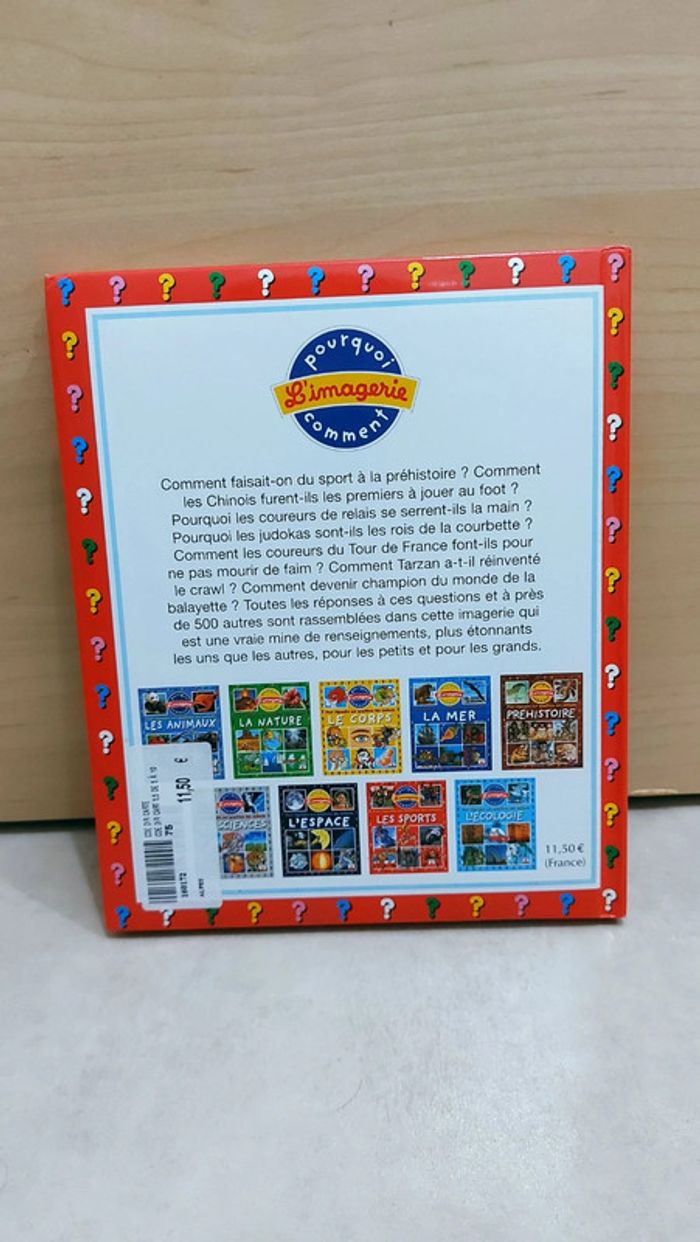 pourquoi
L'imagerie
comment
Comment faisait-on du sport à la préhistoire ? Comment
les Chinois furent-ils les premiers à jouer au foot ?
Pourquoi les coureurs de relais se serrent-ils la main ?
Pourquoi les judokas sont-ils les rois de la courbette ?
Comment les coureurs du Tour de France font-ils pour
ne pas mourir de faim ? Comment Tarzan a-t-il réinventé
le crawl ? Comment devenir champion du monde de la
balayette ? Toutes les réponses à ces questions et à près
de 500 autres sont rassemblées dans cette imagerie qui
est une vraie mine de renseignements, plus étonnants
les uns que les autres, pour les petits et pour les grands.
LES ANIMAUX
LA NATURE
LE CORPS
LA MER
PRÉHISTOIRE
SCIENCES
L'ESPACE
LES SPORTS
L'ÉCOLOGIE
11,50 €
(France)
11,50 €
75
160172
ALPES